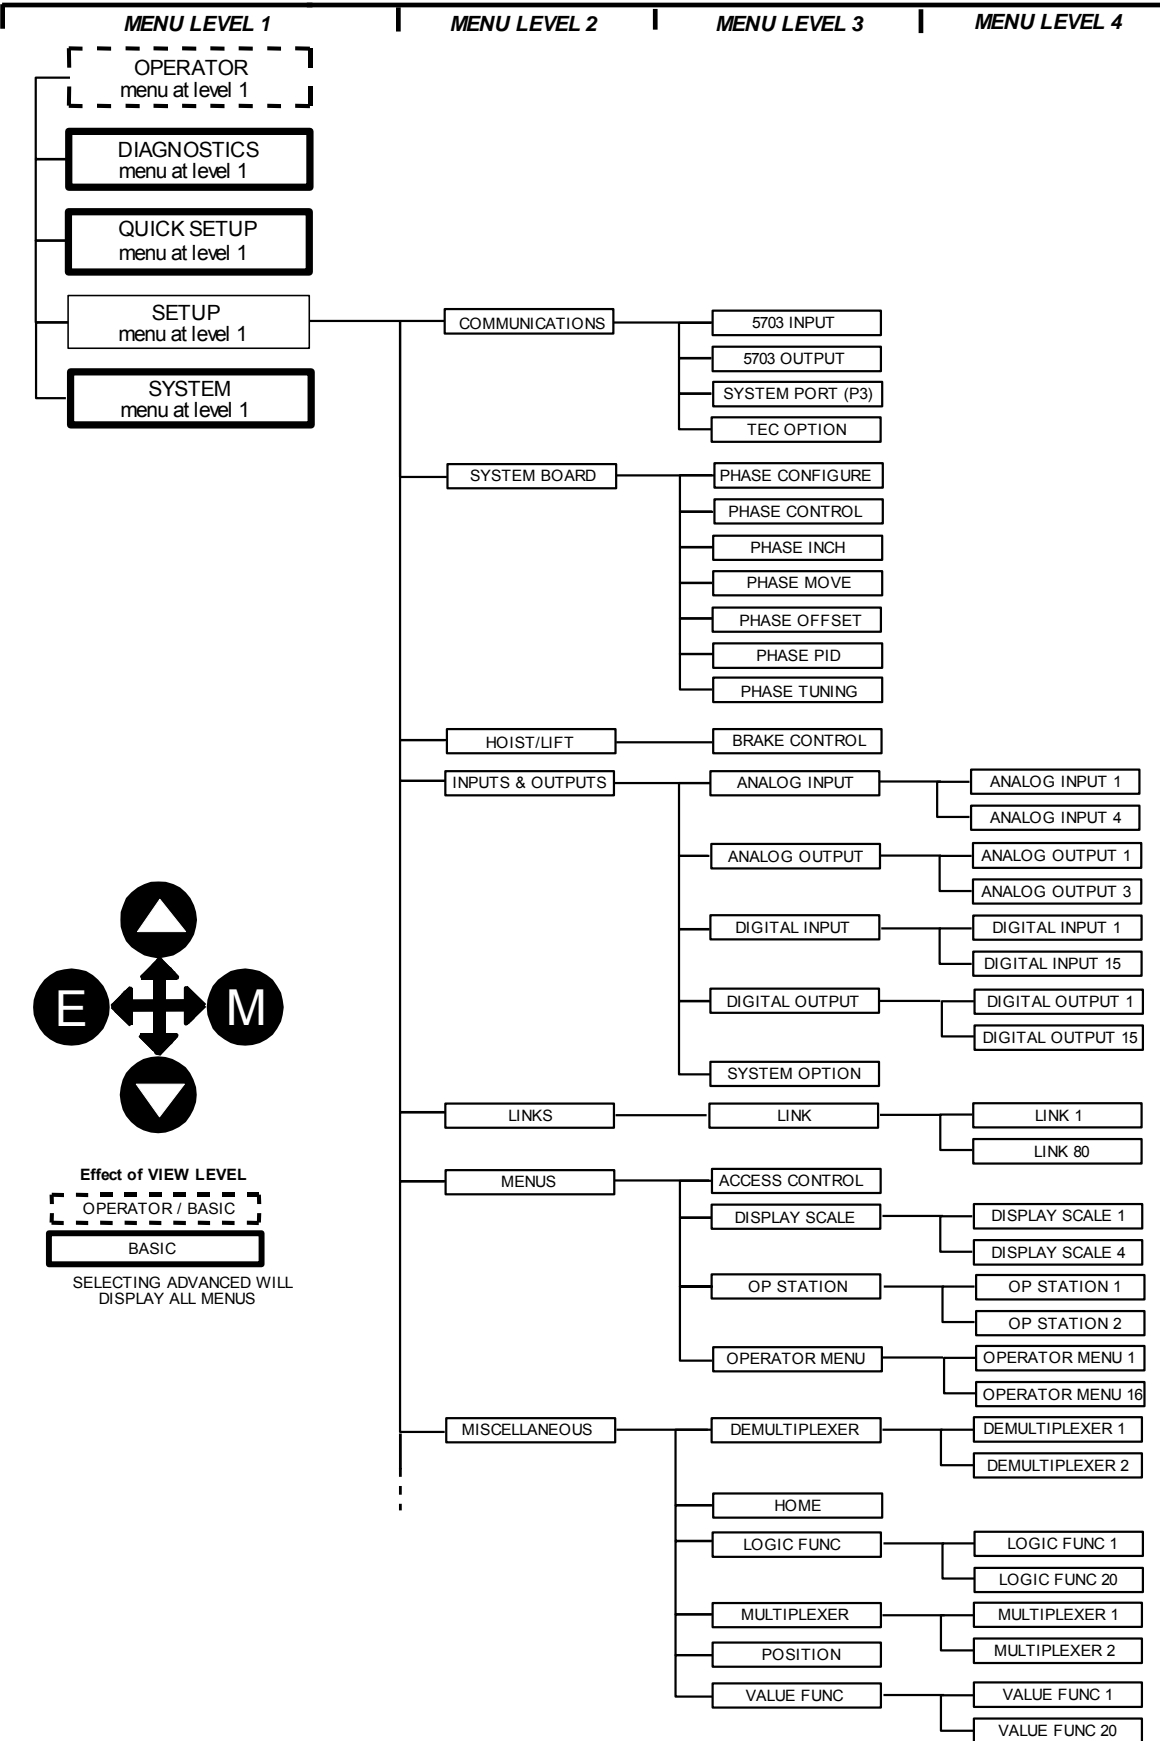 MENU LEVEL 1
MENU LEVEL 2
MENU LEVEL 3
MENU LEVEL 4
OPERATOR
menu at level 1
DIAGNOSTICS
menu at level 1
QUICK SETUP
menu at level 1
SETUP
menu at level 1
SYSTEM
menu at level 1
COMMUNICATIONS
5703 INPUT
5703 OUTPUT
SYSTEM PORT (P3)
TEC OPTION
SYSTEM BOARD
PHASE CONFIGURE
PHASE CONTROL
PHASE INCH
PHASE MOVE
PHASE OFFSET
PHASE PID
PHASE TUNING
HOIST/LIFT
BRAKE CONTROL
INPUTS & OUTPUTS
ANALOG INPUT
ANALOG INPUT 1
ANALOG INPUT 4
ANALOG OUTPUT
ANALOG OUTPUT 1
ANALOG OUTPUT 3
DIGITAL INPUT
DIGITAL INPUT 1
DIGITAL INPUT 15
DIGITAL OUTPUT
DIGITAL OUTPUT 1
DIGITAL OUTPUT 15
SYSTEM OPTION
LINKS
LINK
LINK 1
LINK 80
MENUS
ACCESS CONTROL
DISPLAY SCALE
DISPLAY SCALE 1
DISPLAY SCALE 4
OP STATION
OP STATION 1
OP STATION 2
OPERATOR MENU
OPERATOR MENU 1
OPERATOR MENU 16
MISCELLANEOUS
DEMULTIPLEXER
DEMULTIPLEXER 1
DEMULTIPLEXER 2
HOME
LOGIC FUNC
LOGIC FUNC 1
LOGIC FUNC 20
MULTIPLEXER
MULTIPLEXER 1
MULTIPLEXER 2
POSITION
VALUE FUNC
VALUE FUNC 1
VALUE FUNC 20
E
M
Effect of VIEW LEVEL
OPERATOR / BASIC
BASIC
SELECTING ADVANCED WILL
DISPLAY ALL MENUS